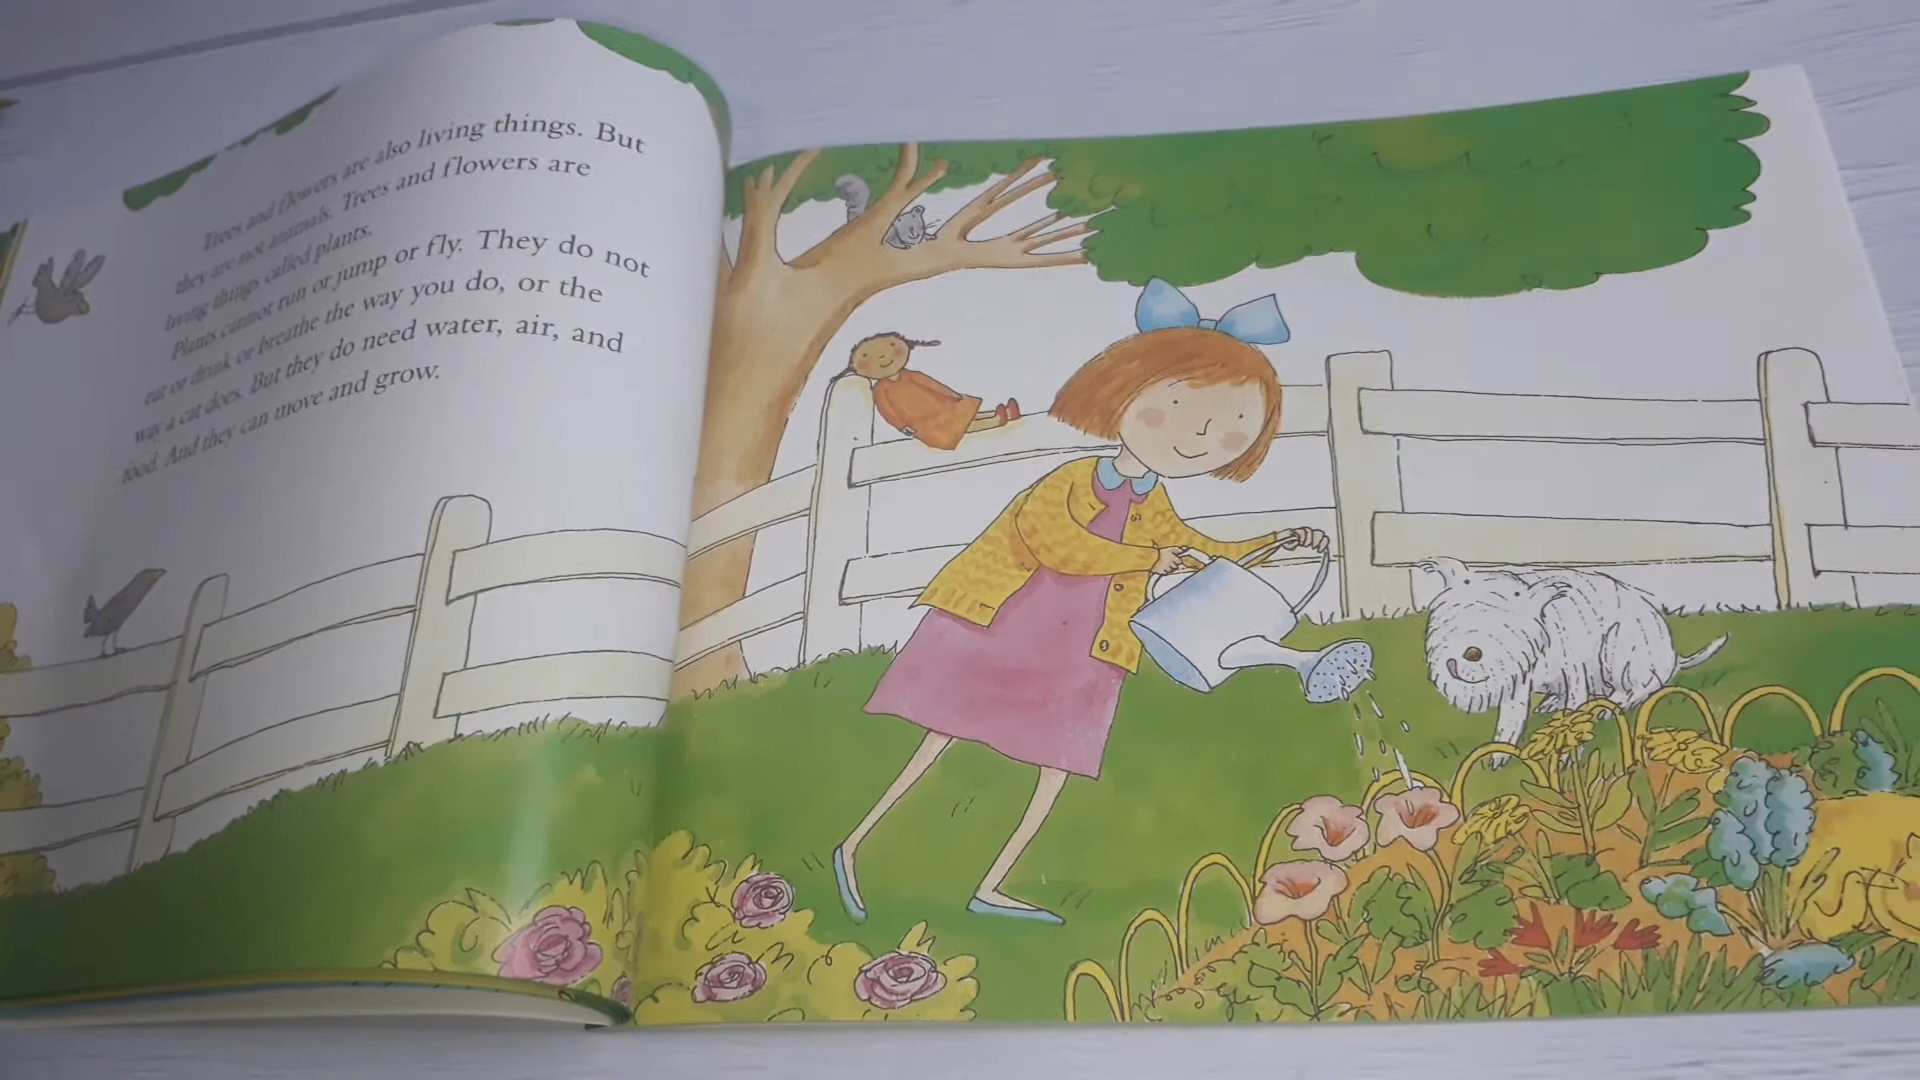 Trees and flowers are also living things. But
they are not animals. Trees and flowers are
living things called plants.
Plants cannot run or jump or fly. They do not
eat or drink or breathe the way you do, or the
way a cat does. But they do need water, air, and
food. And they can move and grow.